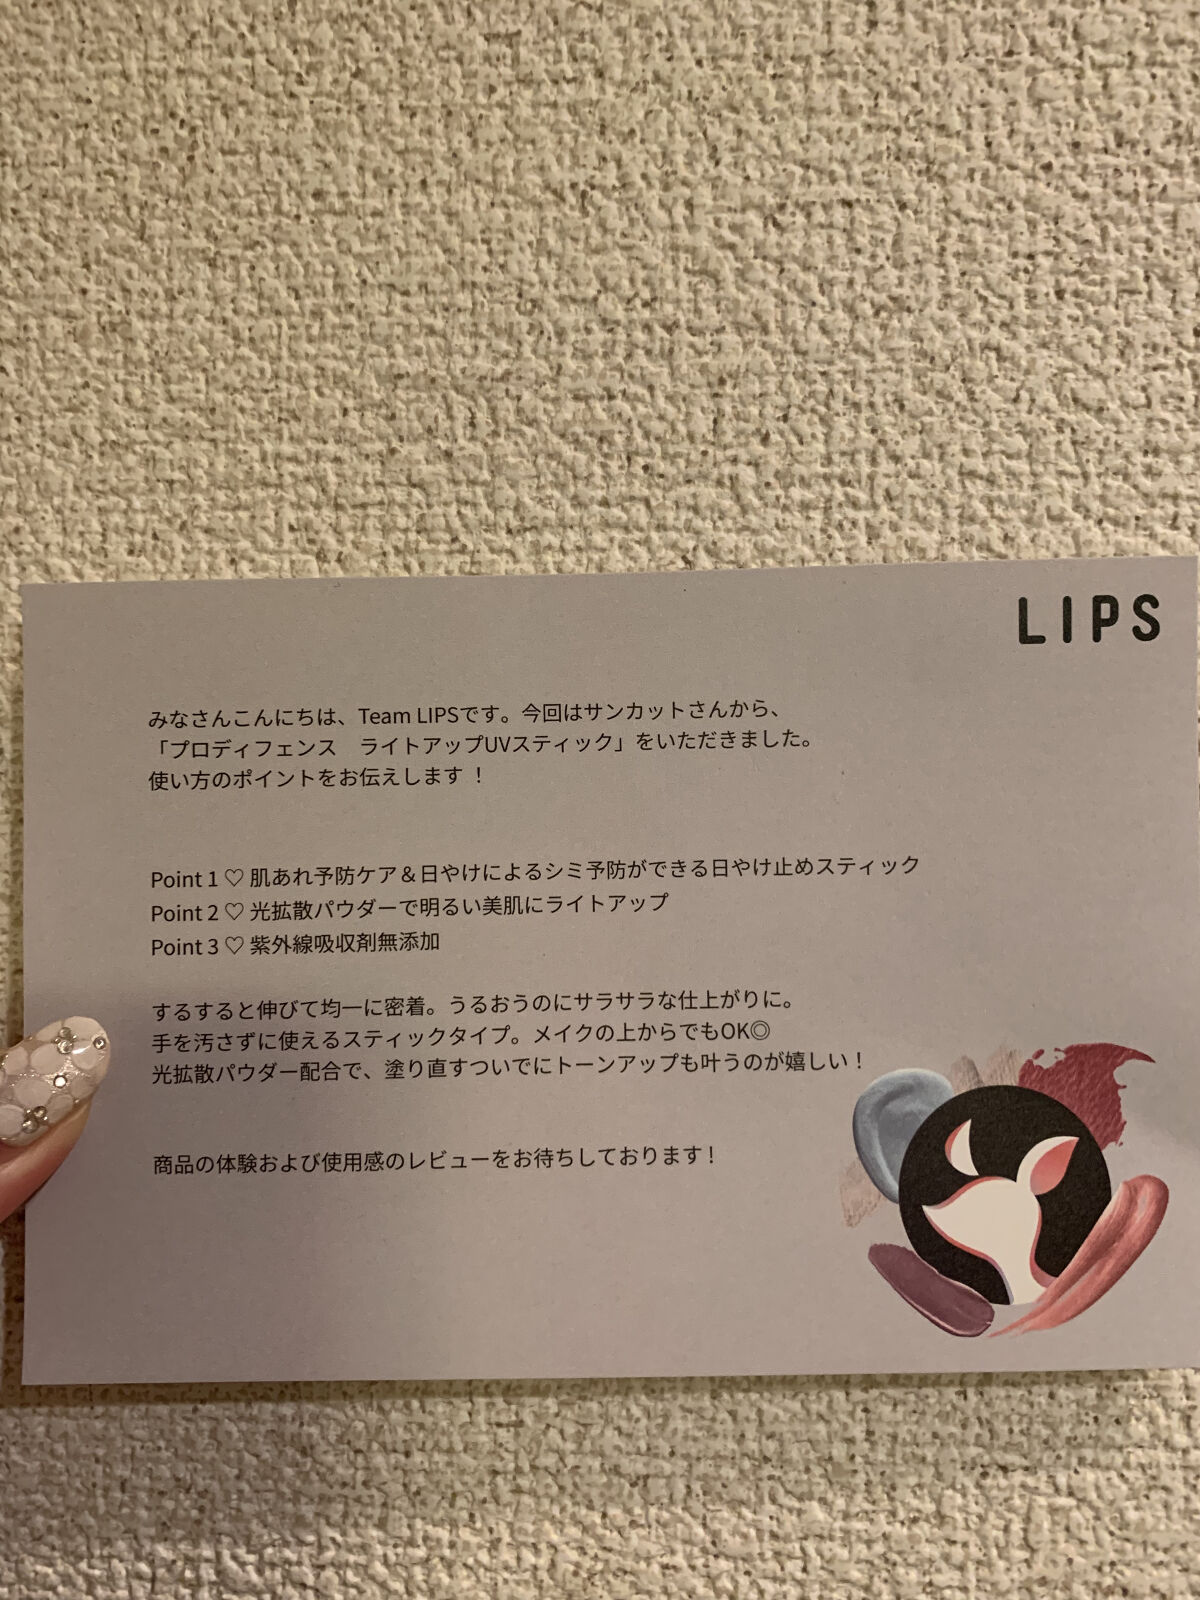 LIPS
みなさんこんにちは、Team LIPSです。今回はサンカットさんから、
「プロディフェンス　ライトアップUVスティック」をいただきました。
使い方のポイントをお伝えします！
Point 1 ♡ 肌あれ予防ケア＆日やけによるシミ予防ができる日やけ止めスティック
Point 2 ♡ 光拡散パウダーで明るい美肌にライトアップ
Point 3 ♡ 紫外線吸収剤無添加
するすると伸びて均一に密着。うるおうのにサラサラな仕上がりに。
手を汚さずに使えるスティックタイプ。メイクの上からでもOK◎
光拡散パウダー配合で、塗り直すついでにトーンアップも叶うのが嬉しい！
商品の体験および使用感のレビューをお待ちしております！